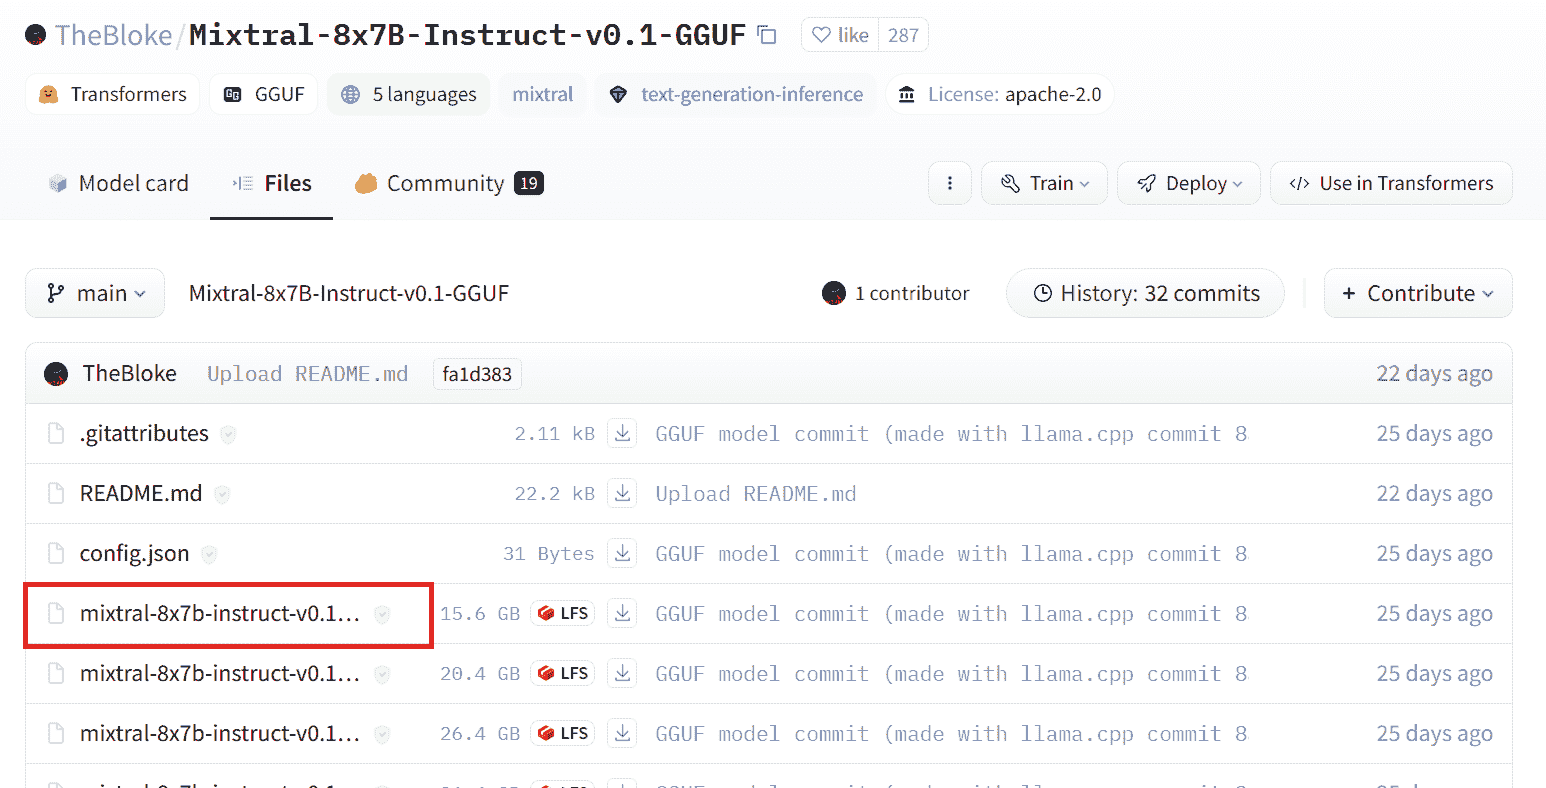 TheBloke/Mixtral-8x7B-Instruct-v0.1-GGUF like 287
Transformers GGUF 5 languages mixtral text-generation-inference License: apache-2.0
Model card Files Community 19 Train Deploy </> Use in Transformers
main Mixtral-8x7B-Instruct-v0.1-GGUF 1 contributor History: 32 commits + Contribute
TheBloke Upload README.md fa1d383 22 days ago
.gitattributes 2.11 kB GGUF model commit (made with llama.cpp commit 8 25 days ago
README.md 22.2 kB Upload README.md 22 days ago
config.json 31 Bytes GGUF model commit (made with llama.cpp commit 8 25 days ago
mixtral-8x7b-instruct-v0.1... 15.6 GB LFS GGUF model commit (made with llama.cpp commit 8 25 days ago
mixtral-8x7b-instruct-v0.1... 20.4 GB LFS GGUF model commit (made with llama.cpp commit 8 25 days ago
mixtral-8x7b-instruct-v0.1... 26.4 GB LFS GGUF model commit (made with llama.cpp commit 8 25 days ago